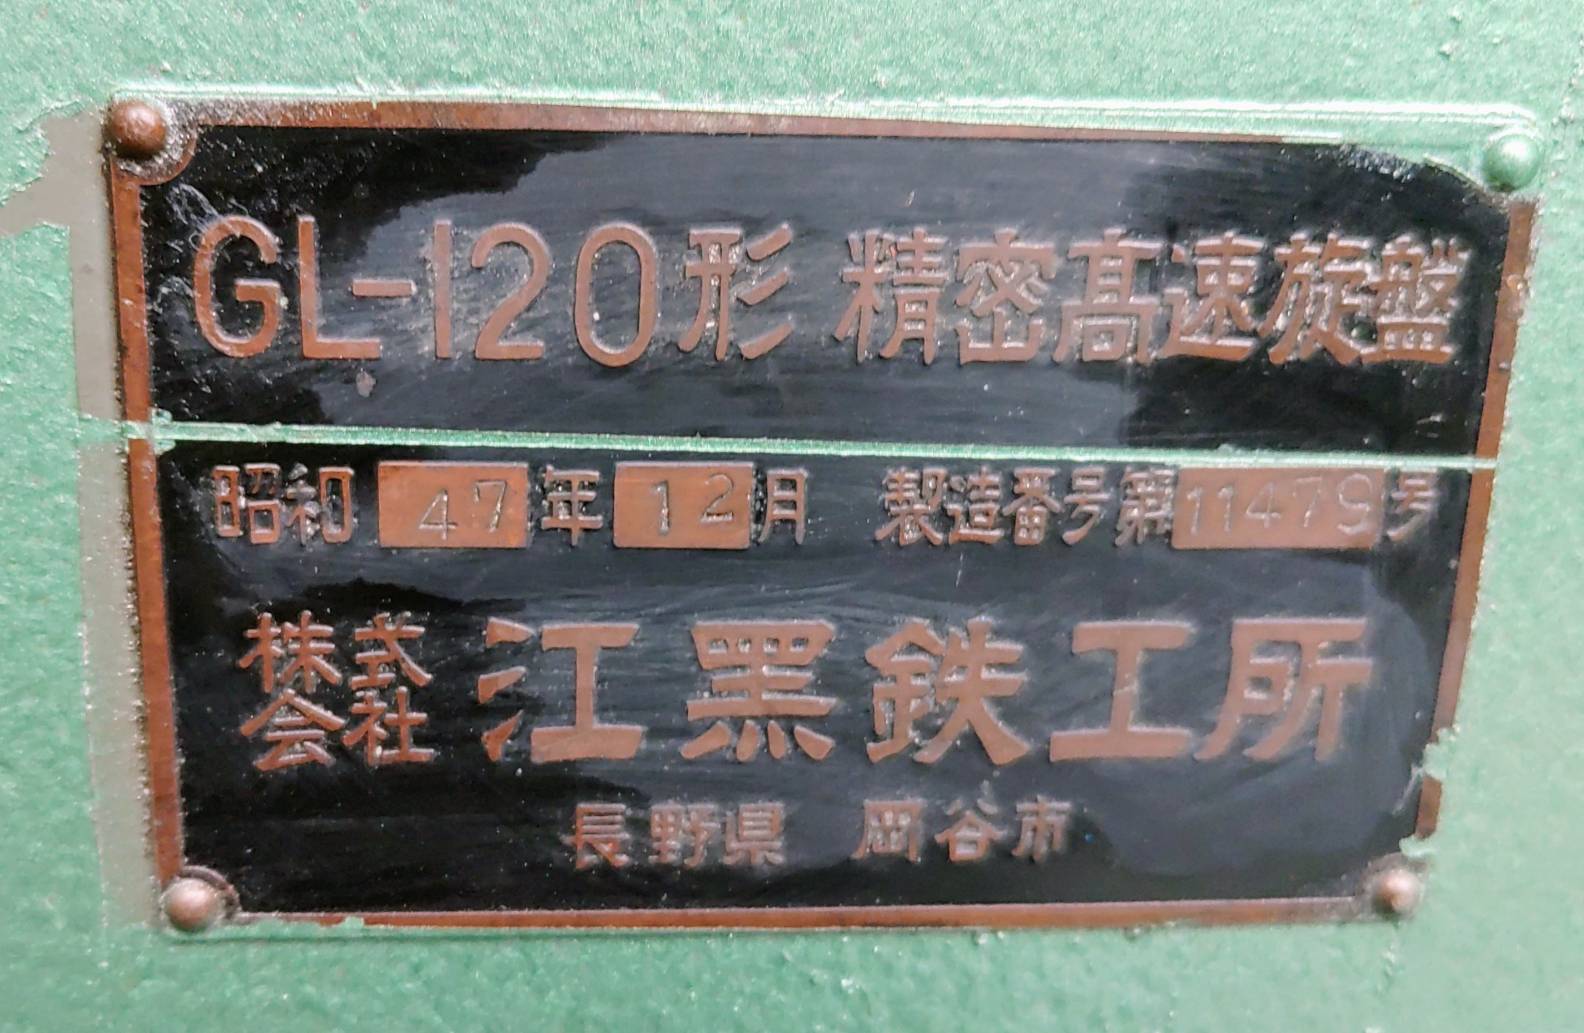 GL-120形 精密高速旋盤
昭和 47 年 12 月 製造番号第 11479 号
株式会社 江黒鉄工所
長野県 岡谷市